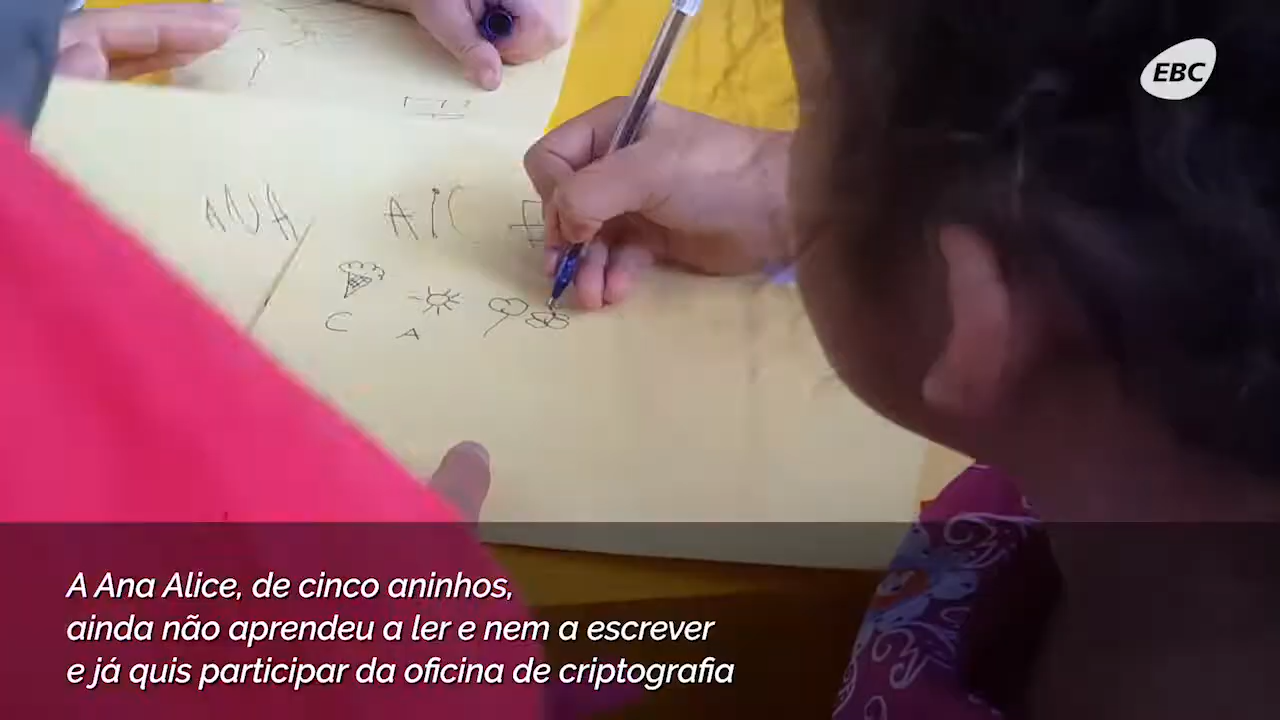 EBC
ANA AIC E
C A
A Ana Alice, de cinco aninhos,
ainda não aprendeu a ler e nem a escrever
e já quis participar da oficina de criptografia